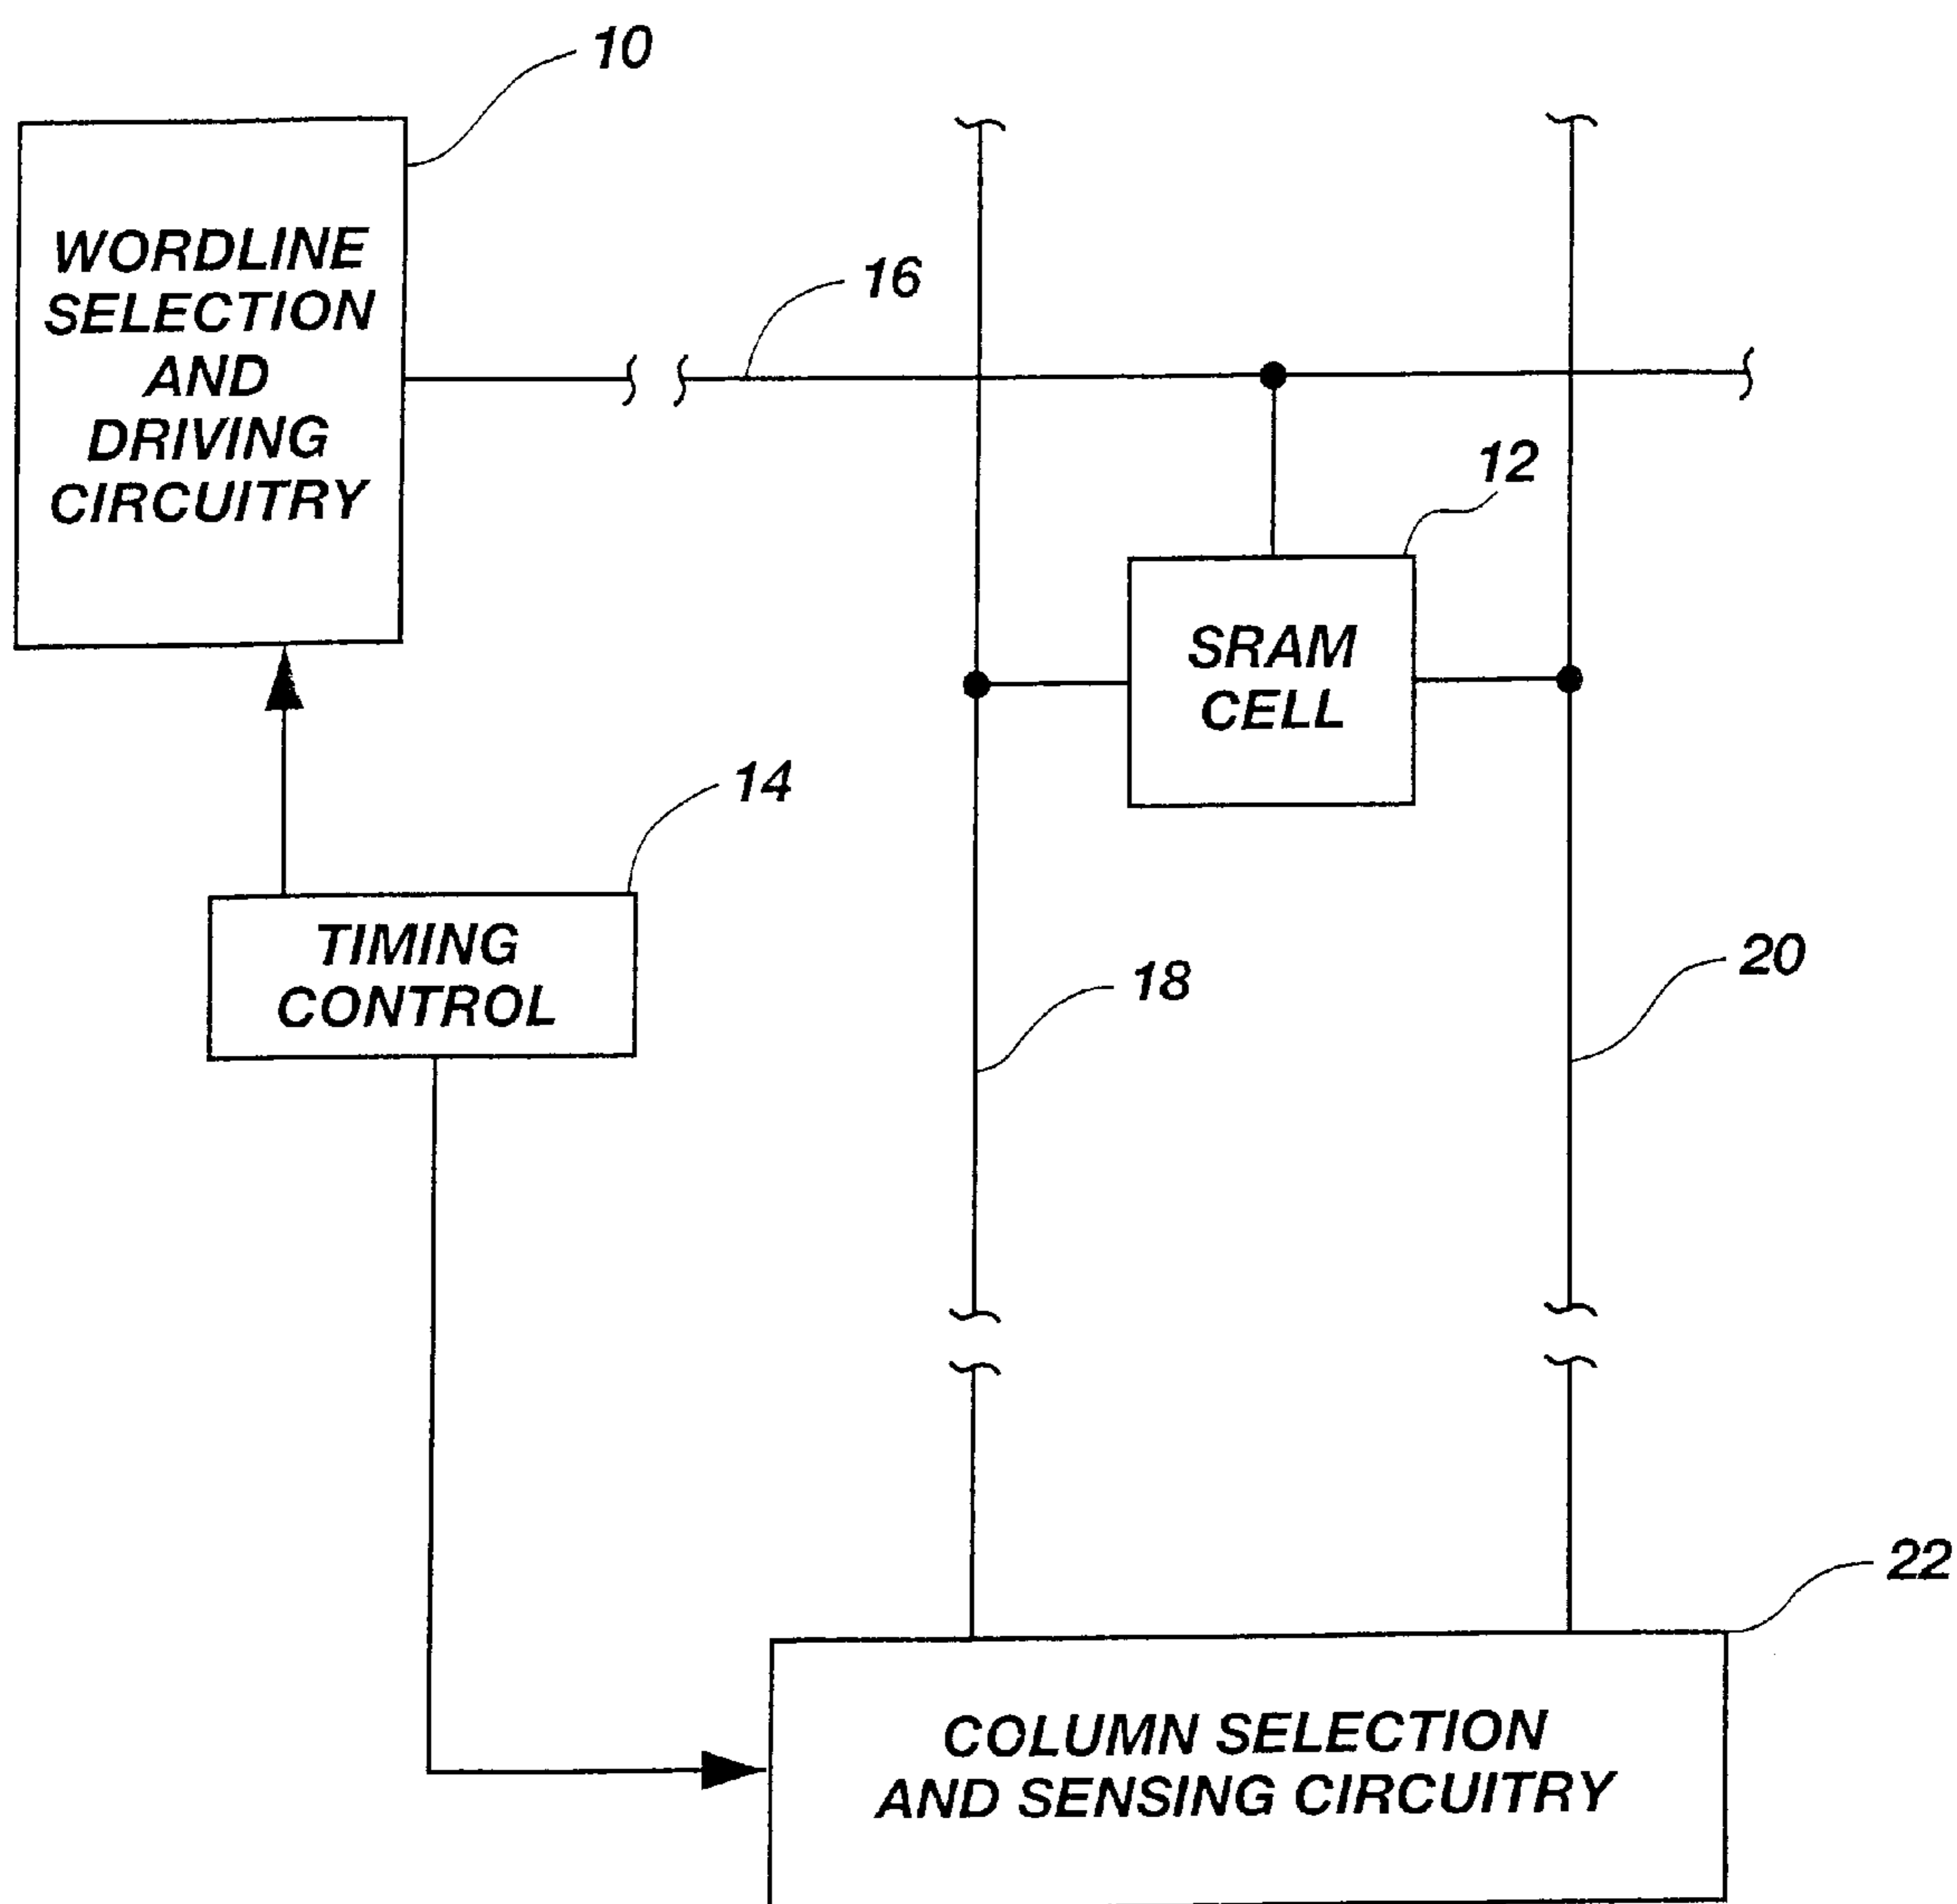 10
WORDLINE
SELECTION
AND
DRIVING
CIRCUITRY
16
12
SRAM
CELL
14
TIMING
CONTROL
18
20
22
COLUMN SELECTION
AND SENSING CIRCUITRY